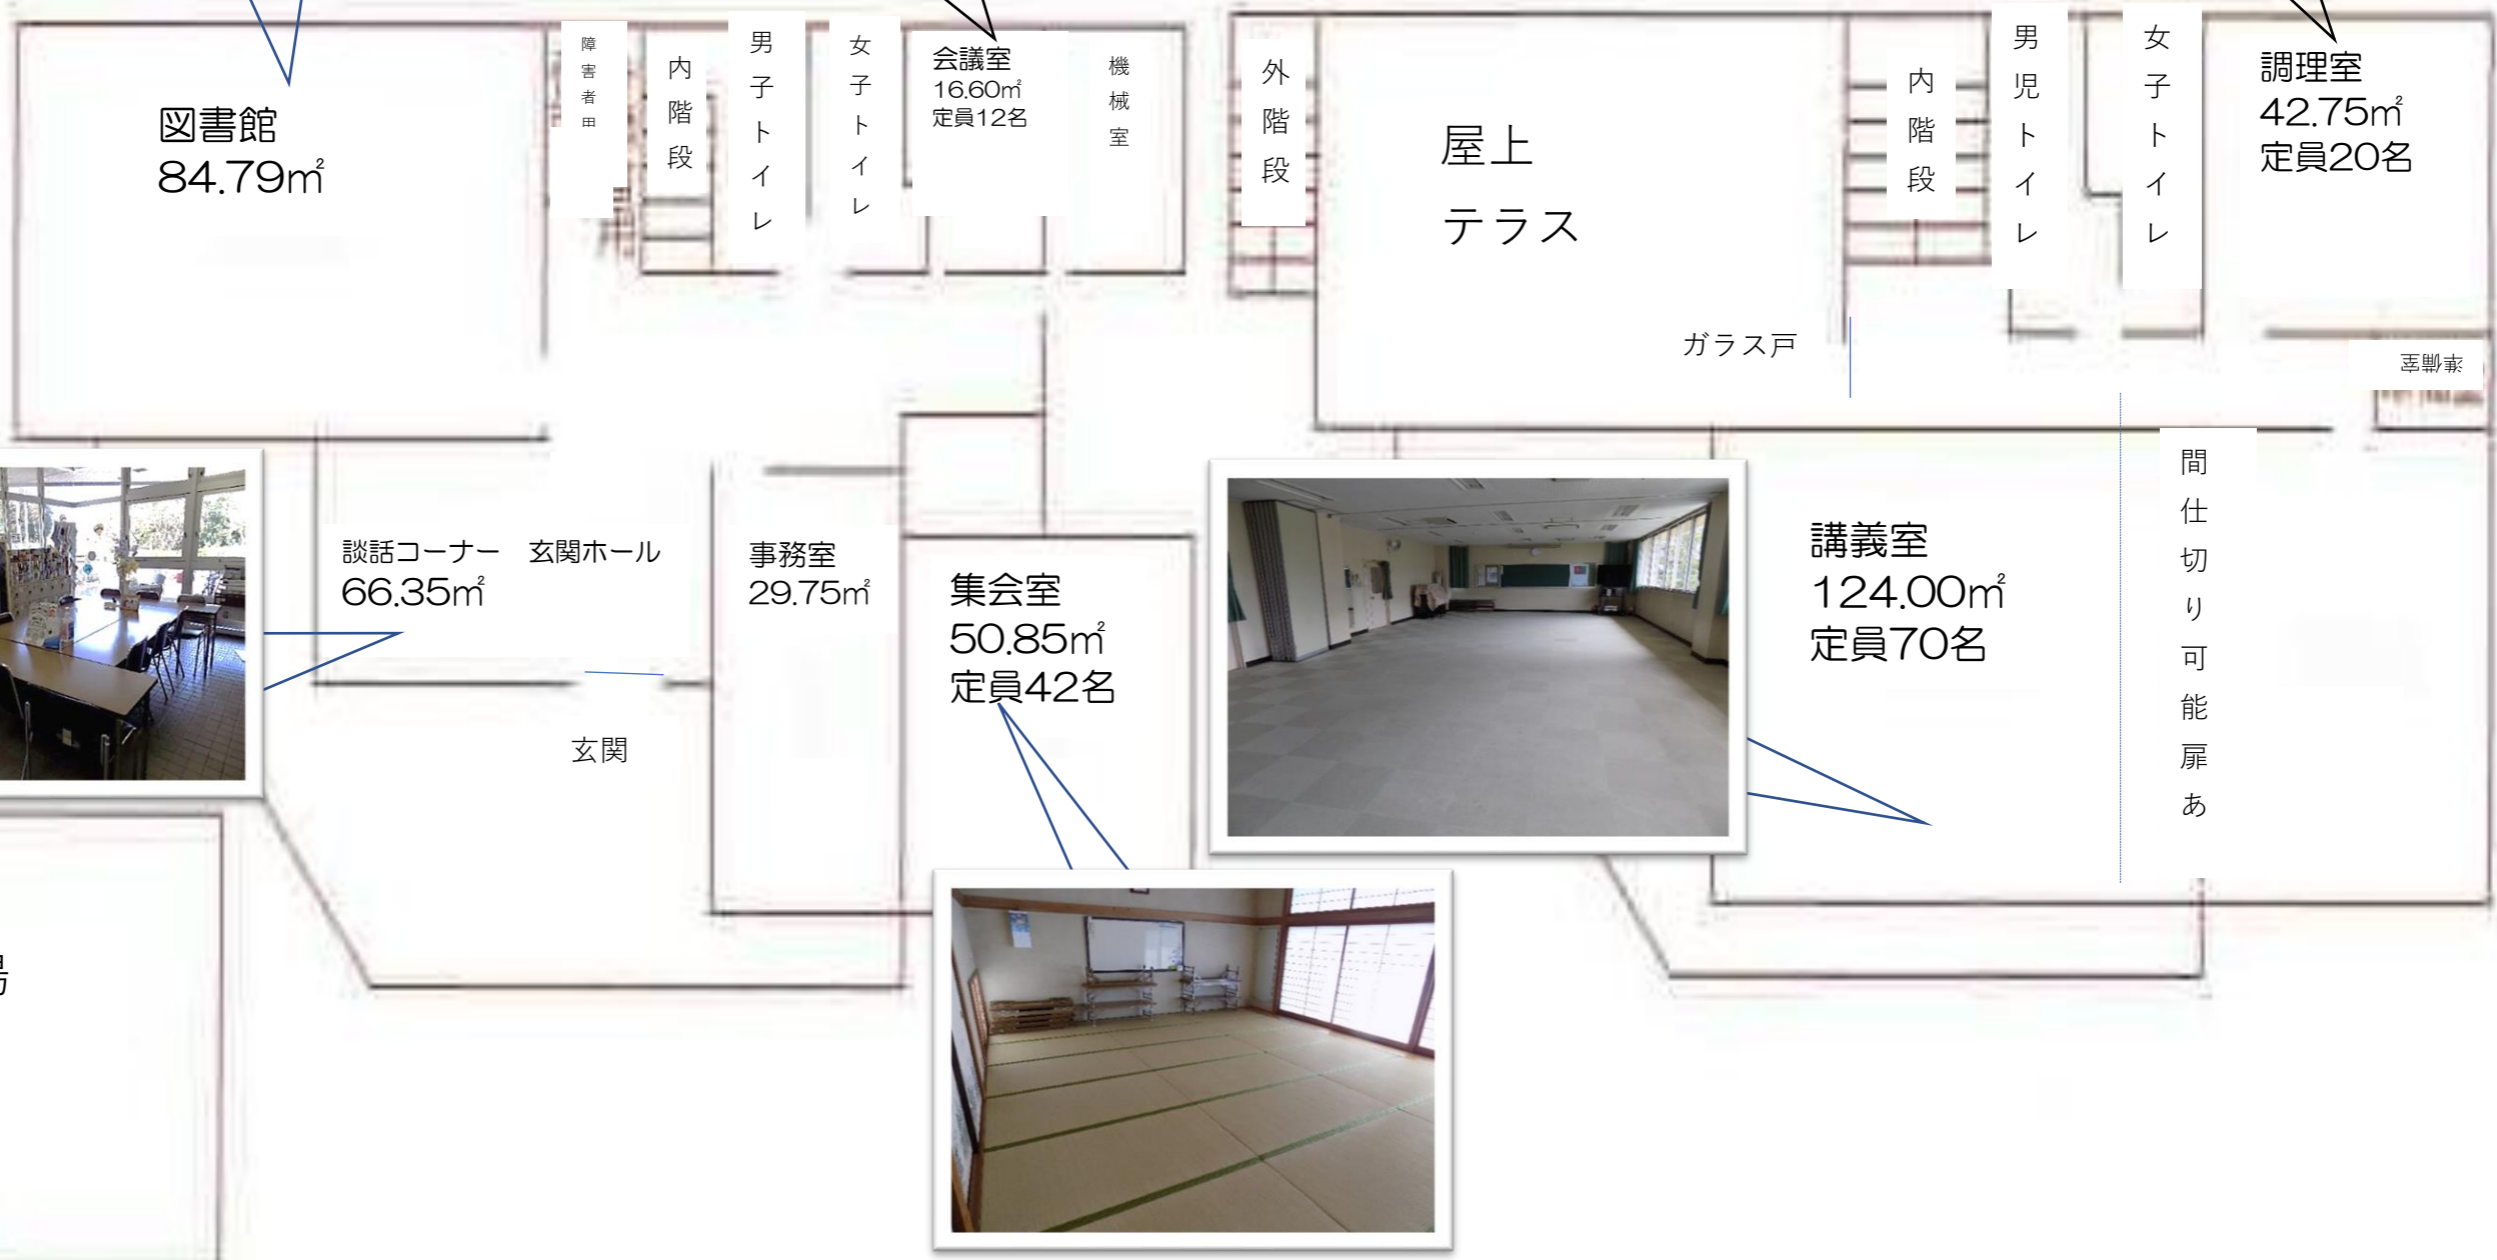 図書館
84.79㎡
障害者用
内階段
男子トイレ
女子トイレ
会議室
16.60㎡
定員12名
機械室
談話コーナー　玄関ホール
66.35㎡
事務室
29.75㎡
集会室
50.85㎡
定員42名
玄関
外階段
屋上
テラス
ガラス戸
内階段
男児トイレ
女子トイレ
調理室
42.75㎡
定員20名
準備室
講義室
124.00㎡
定員70名
間仕切り可能扉あ